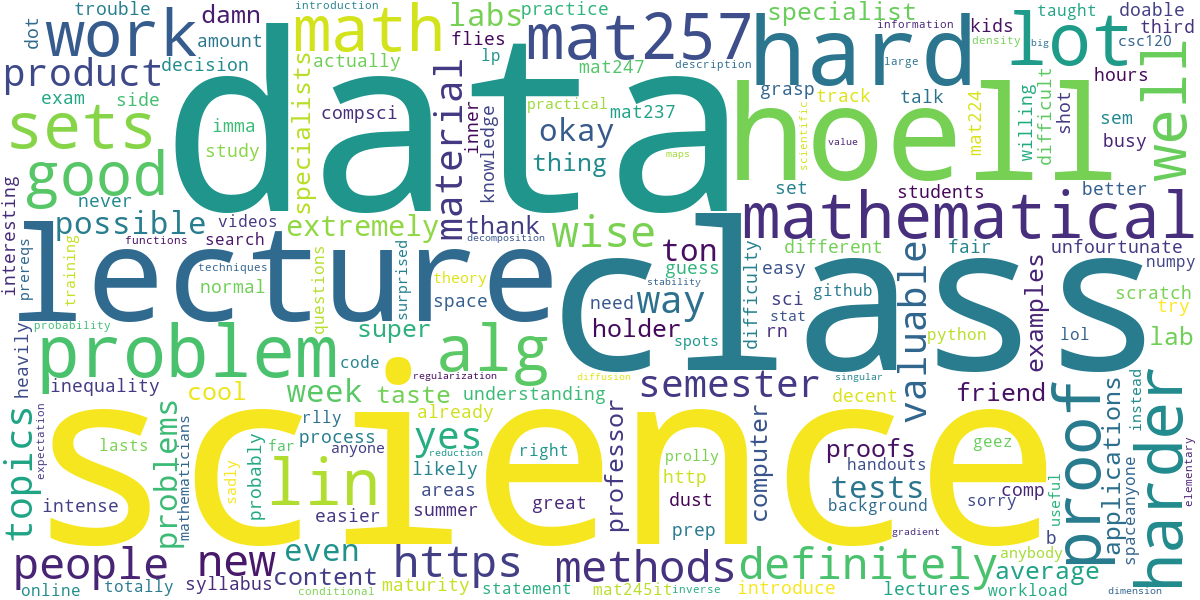 trouble
introduction
practice
doable
taught
third
dot
work
damn
amount
math
labs
flies
mat257
specialist
information
kids
lot
hard
product
decision
actually
lp
mat247
description
large
density
big
csc120
exam
side
specialists
compsci
material
inner
knowledge
practical
mat237
grasp
track
talk
hours
sets
imma
study
data
okay
thing
maps
hoell
scientific
value
mat224
willing
difficult
shot
sem
busy
well
good
never
set
students
better
interesting
possible
videos
extremely
thank
wise
mathematical
functions
search
decomposition
ton
different
fair
unfourtunate
prereqs
training
techniques
normal
questions
lecture
surprised
theory
space
guess
stability
difficulty
easy
sci
github
numpy
class
need
way
stat
valuable
examples
scratch
probability
super
holder
rn
python
lol
try
lab
heavily
problem
code
alg
spots
inequality
cool
week
taste
regularization
understanding
diffusion
semester
singular
decent
friend
proof
instead
topics
expectation
problems
mathematicians
lasts
rlly
process
already
yes
professor
computer
proofs
geez
applications
harder
science
sadly
probably
far
anyone
lin
reduction
likely
right
prolly
handouts
tests
intense
areas
http
background
comp
useful
spaceanyone
elementary
easier
summer
great
dust
sorry
prep
gradient
b
people
new
even
https
methods
definitely
anybody
average
online
totally
syllabus
content
conditional
maturity
statement
mat245it
inverse
introduce
lectures
workload
dimension